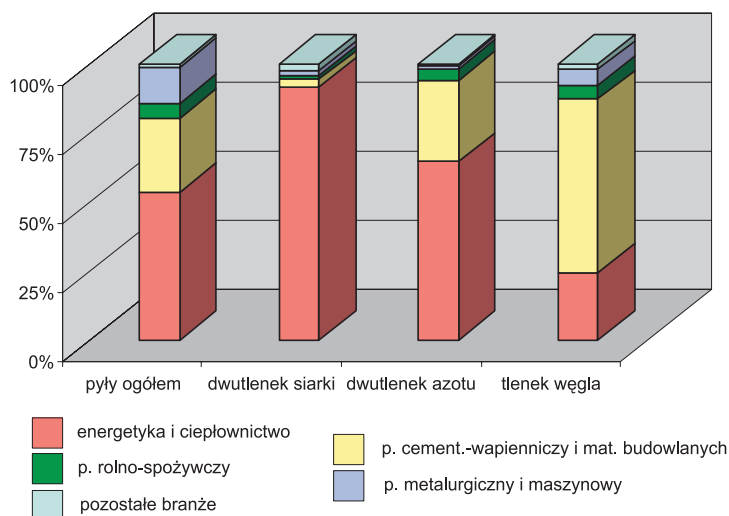 100%
75%
50%
25%
0%
pyły ogółem dwutlenek siarki dwutlenek azotu tlenek węgla
energetyka i ciepłownictwo
p. rolno-spożywczy
pozostałe branże
p. cement.-wapienniczy i mat. budowlanych
p. metalurgiczny i maszynowy